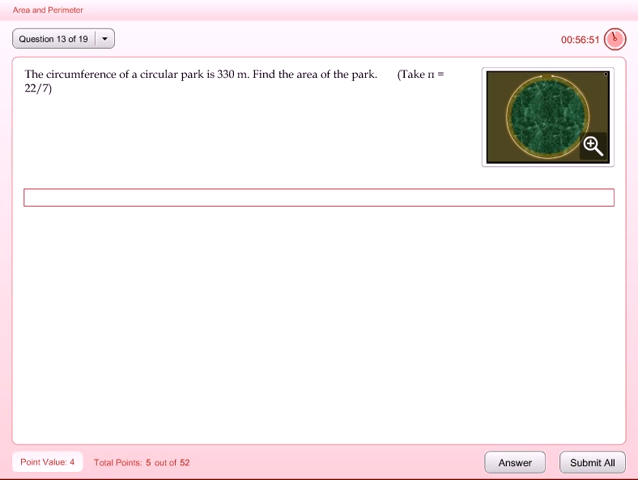 Area and Perimeter
Question 13 of 19
00:56:51
The circumference of a circular park is 330 m. Find the area of the park. (Take π =
22/7)
Point Value: 4
Total Points: 5 out of 52
Answer
Submit All